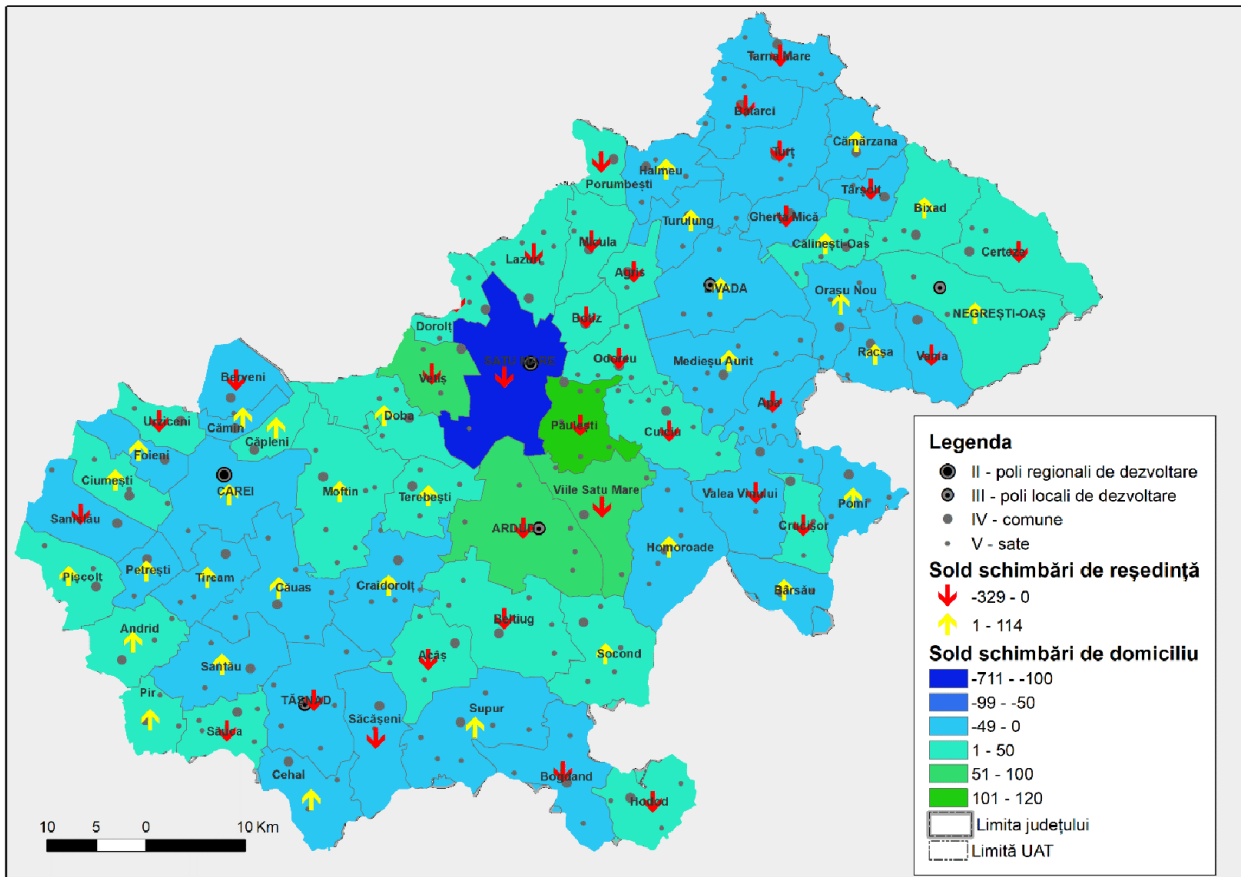 Tarna Mare
Batarci
Cămărzana
Turț
Halmeu
Porumbești
Târșolț
Bixad
Turulung
Gherța Mică
Călinești-Oaș
Certeze
Micula
Lazuri
Agriș
LIVADA
Orașu Nou
NEGREȘTI-OAȘ
Dorolț
Botiz
Odoreu
Medieșu Aurit
Racșa
Vama
SATU MARE
Vetiș
Berveni
Apa
Urziceni
Cămin
Căpleni
Doba
Păulești
Culciu
Foieni
Ciumești
CAREI
Moftin
Terebești
Viile Satu Mare
Valea Vinului
Pomi
Sanislău
ARDUD
Crucișor
Homoroade
Pișcolt
Petrești
Tiream
Căuas
Craidorolț
Bârsău
Andrid
Beltiug
Socond
Acâș
Santău
Pir
TĂȘNAD
Săcășeni
Supur
Săuca
Cehal
Bogdand
Hodod
10 5 0 10 Km
Legenda
II - poli regionali de dezvoltare
III - poli locali de dezvoltare
IV - comune
V - sate
Sold schimbări de reședință
-329 - 0
1 - 114
Sold schimbări de domiciliu
-711 - -100
-99 - -50
-49 - 0
1 - 50
51 - 100
101 - 120
Limita județului
Limită UAT